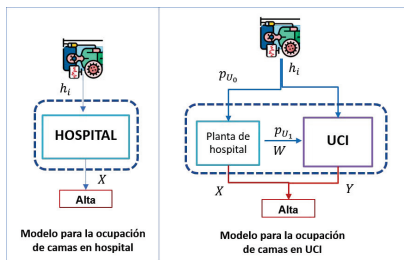 h_i
HOSPITAL
X
Alta
Modelo para la ocupación
de camas en hospital
p_{U_0}
h_i
Planta de
hospital
p_{U_1}
W
UCI
X
Y
Alta
Modelo para la ocupación
de camas en UCI